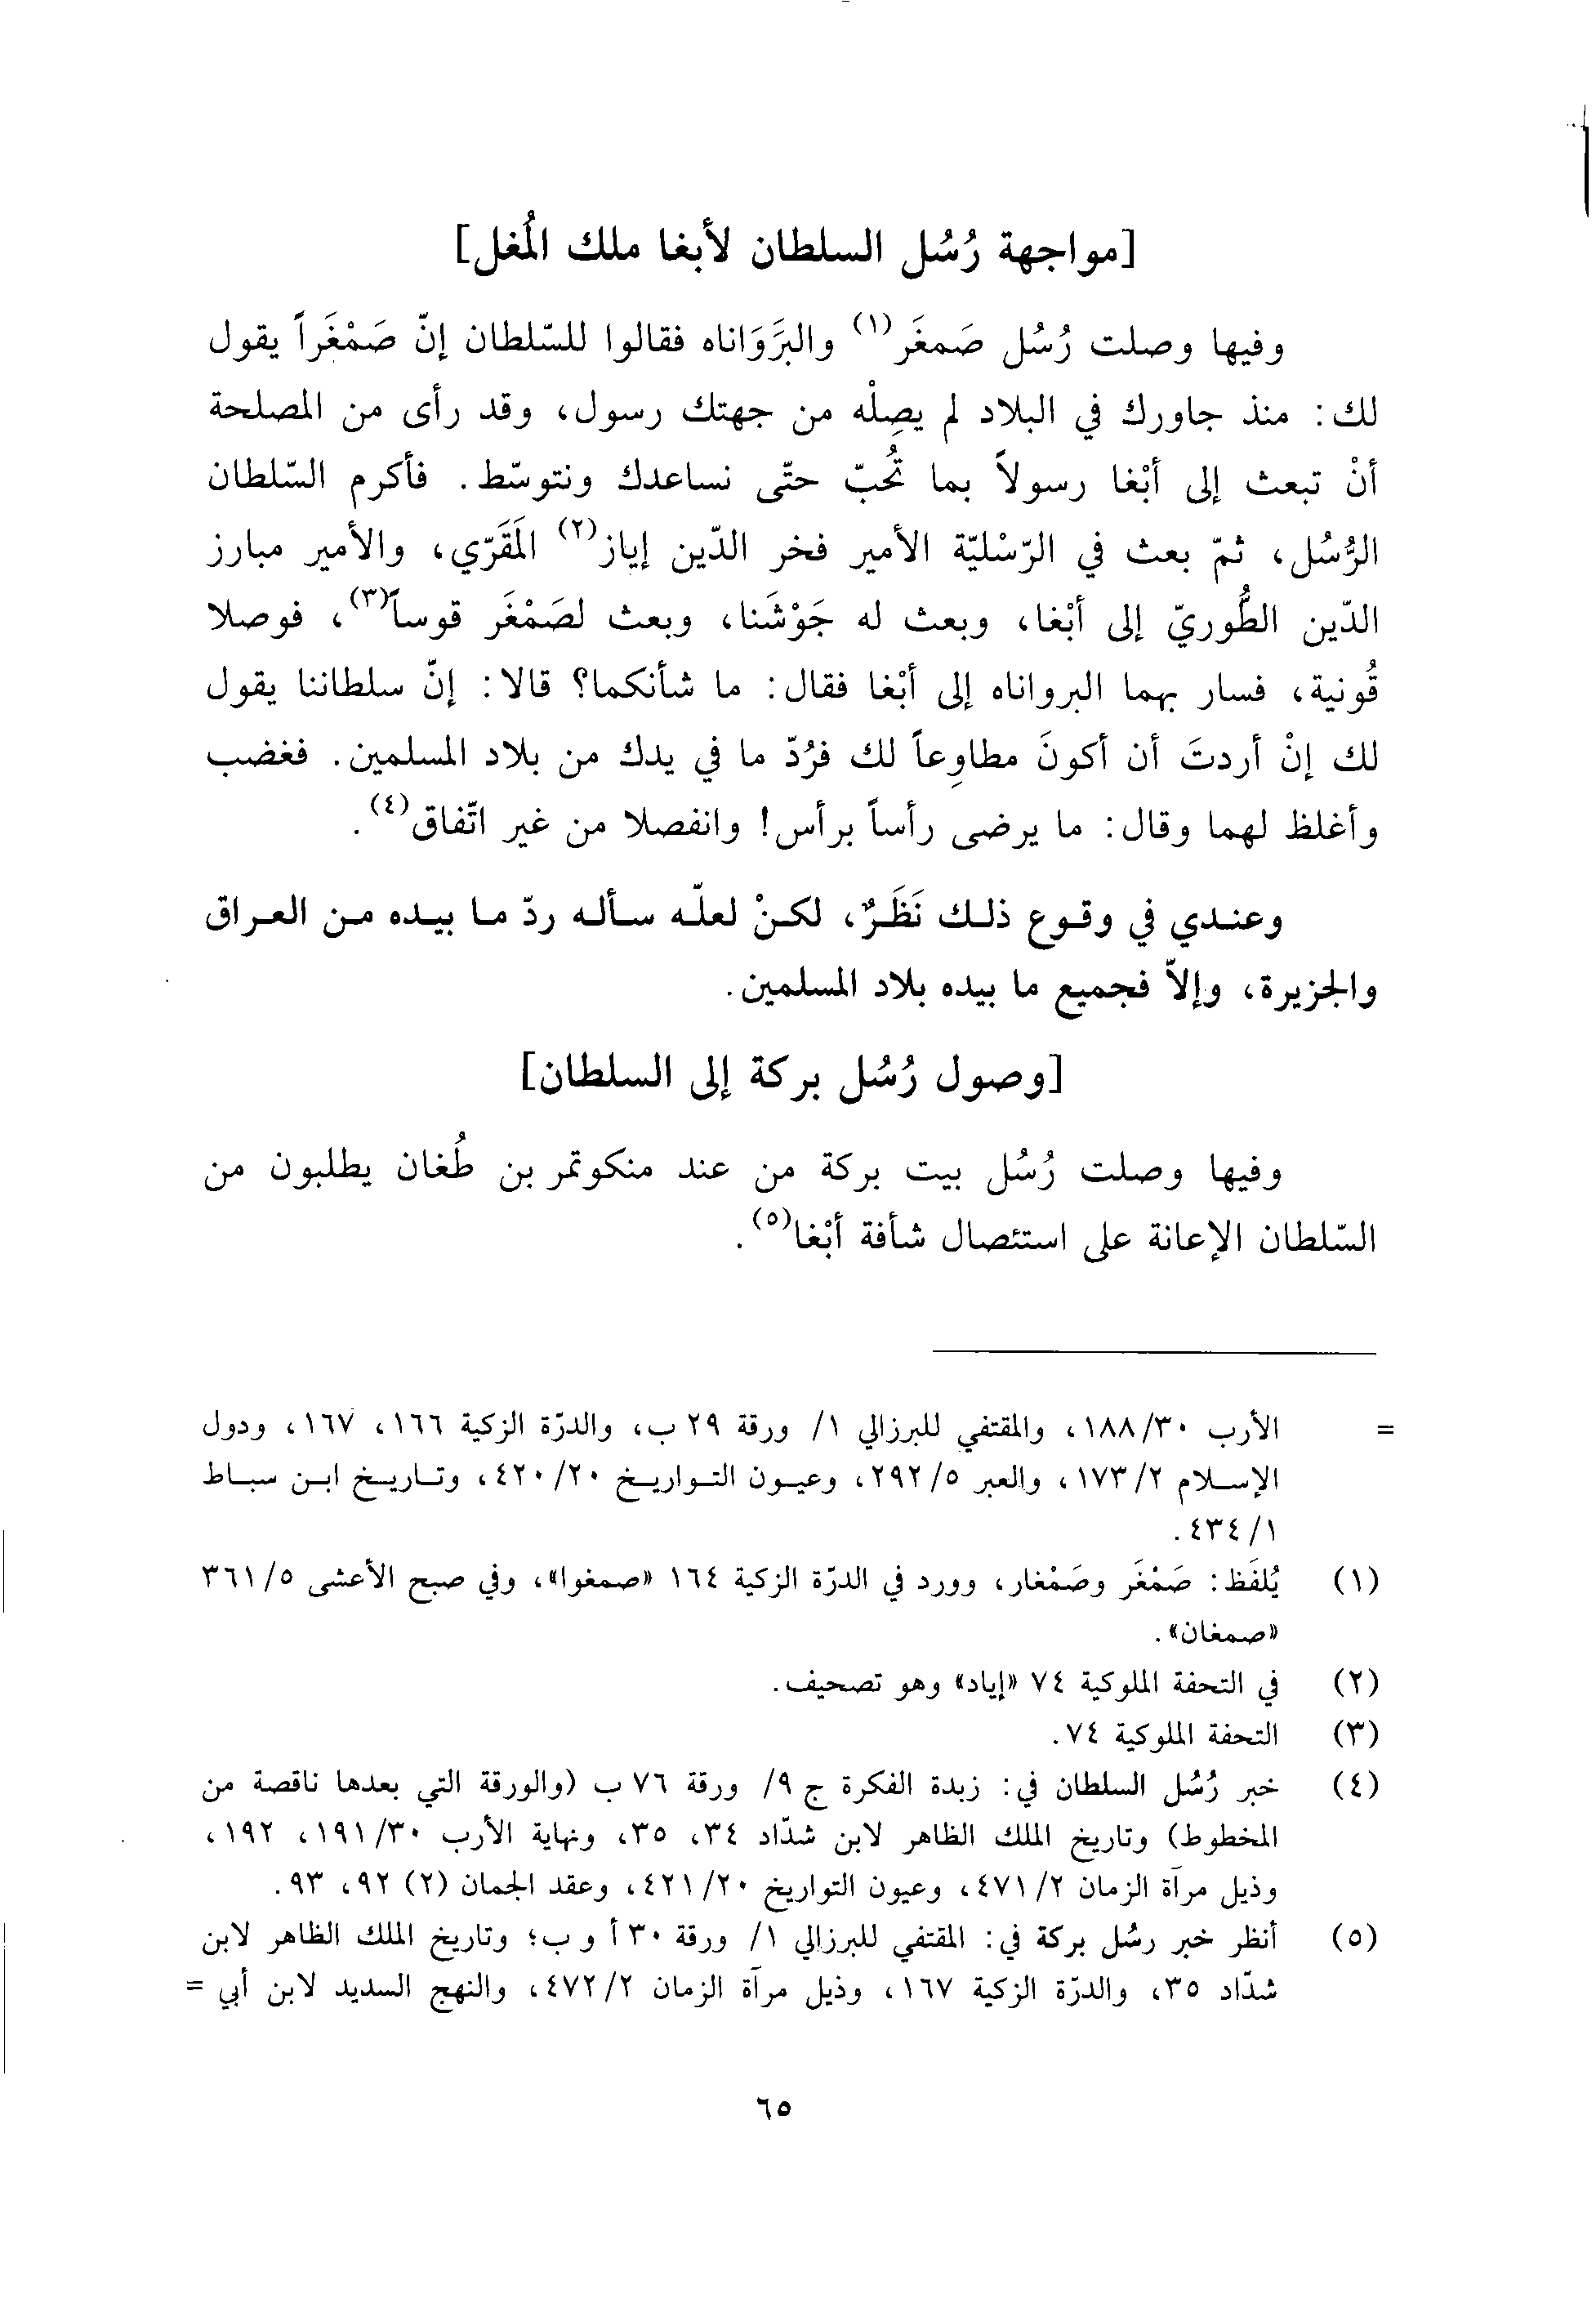 [مواجهة رُسُل السلطان لأبغا ملك المُغل]
وفيها وصلت رُسُل صَمغَر(١) والبَرَوَاناه فقالوا للسّلطان إنّ صَمْغَراً يقول
لك: منذ جاورك في البلاد لم يصِلْه من جهتك رسول، وقد رأى من المصلحة
أنْ تبعث إلى أبْغا رسولاً بما تُحبّ حتّى نساعدك ونتوسّط. فأكرم السّلطان
الرُّسُل، ثمّ بعث في الرّسْليّة الأمير فخر الدّين إياز(٢) المَقَرّي، والأمير مبارز
الدّين الطُّوريّ إلى أبْغا، وبعث له جَوْشَنا، وبعث لصَمْغَر قوساً(٣)، فوصلا
قُونية، فسار بهما البرواناه إلى أبْغا فقال: ما شأنكما؟ قالا: إنّ سلطاننا يقول
لك إنْ أردتَ أن أكونَ مطاوِعاً لك فرُدّ ما في يدك من بلاد المسلمين. فغضب
وأغلظ لهما وقال: ما يرضى رأساً برأس! وانفصلا من غير اتّفاق(٤).
وعندي في وقوع ذلك نَظَرٌ، لكنْ لعلّه سأله ردّ ما بيده من العراق
والجزيرة، وإلاّ فجميع ما بيده بلاد المسلمين.
[وصول رُسُل بركة إلى السلطان]
وفيها وصلت رُسُل بيت بركة من عند منكوتمر بن طُغان يطلبون من
السّلطان الإعانة على استئصال شأفة أبْغا(٥).
= الأرب ١٨٨/٣٠، والمقتفي للبرزالي ١/ ورقة ٢٩ ب، والدرّة الزكية ١٦٦، ١٦٧، ودول
الإسلام ١٧٣/٢، والعبر ٢٩٢/٥، وعيون التواريخ ٤٢٠/٢٠، وتاريخ ابن سباط
٤٣٤/١.
(١) يُلفَظ: صَمْغَر وصَمْغار، وورد في الدرّة الزكية ١٦٤ «صمغوا»، وفي صبح الأعشى ٣٦١/٥
«صمغان».
(٢) في التحفة الملوكية ٧٤ «إياد» وهو تصحيف.
(٣) التحفة الملوكية ٧٤.
(٤) خبر رُسُل السلطان في: زبدة الفكرة ج ٩/ ورقة ٧٦ ب (والورقة التي بعدها ناقصة من
المخطوط) وتاريخ الملك الظاهر لابن شدّاد ٣٤، ٣٥، ونهاية الأرب ١٩١/٣٠، ١٩٢،
وذيل مرآة الزمان ٤٧١/٢، وعيون التواريخ ٤٢١/٢٠، وعقد الجمان (٢) ٩٢، ٩٣.
(٥) أنظر خبر رسُل بركة في: المقتفي للبرزالي ١/ ورقة ٣٠ أ و ب؛ وتاريخ الملك الظاهر لابن
شدّاد ٣٥، والدرّة الزكية ١٦٧، وذيل مرآة الزمان ٤٧٢/٢، والنهج السديد لابن أبي =
٦٥